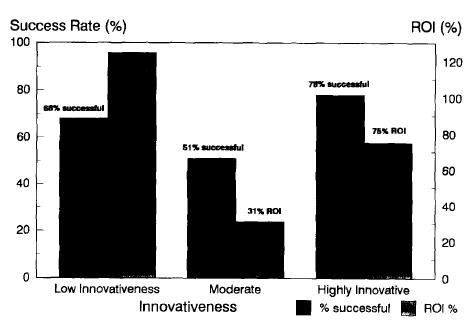 Success Rate (%)
ROI (%)
100
80
60
40
20
0
120
100
80
60
40
20
0
68% successful
51% successful
31% ROI
78% successful
75% ROI
Low Innovativeness
Moderate
Highly Innovative
Innovativeness
% successful
ROI %